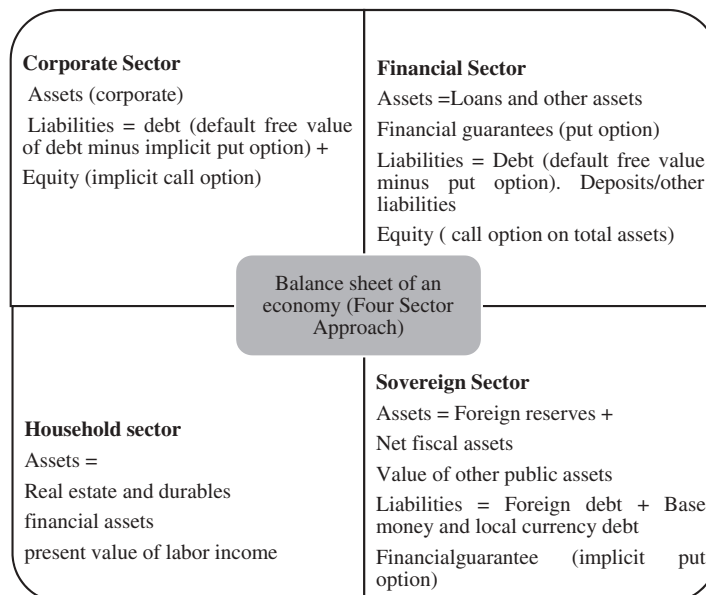 Corporate Sector
Assets (corporate)
Liabilities = debt (default free value
of debt minus implicit put option) +
Equity (implicit call option)
Financial Sector
Assets =Loans and other assets
Financial guarantees (put option)
Liabilities = Debt (default free value
minus put option). Deposits/other
liabilities
Equity ( call option on total assets)
Balance sheet of an
economy (Four Sector
Approach)
Household sector
Assets =
Real estate and durables
financial assets
present value of labor income
Sovereign Sector
Assets = Foreign reserves +
Net fiscal assets
Value of other public assets
Liabilities = Foreign debt + Base
money and local currency debt
Financialguarantee (implicit put
option)